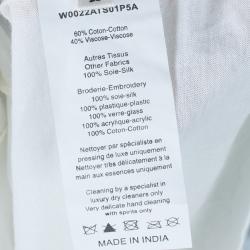 W0022ATS01P5A
60% Coton-Cotton
40% Viscose-Viscose
Autres Tissus
Other Fabrics
100% Soie-Silk
Broderie-Embroidery
100% soie-silk
100% plastique-plastic
100% verre-glass
100% acrylique-acrylic
100% Coton-Cotton
Nettoyer par spécialista en
pressing de luxe uniquement
Nettoyer très délicatement à la
main aux essences uniquement
Cleaning by a specialist in
luxury dry cleaners only
Very delicate hand cleaning
with spirits only
MADE IN INDIA